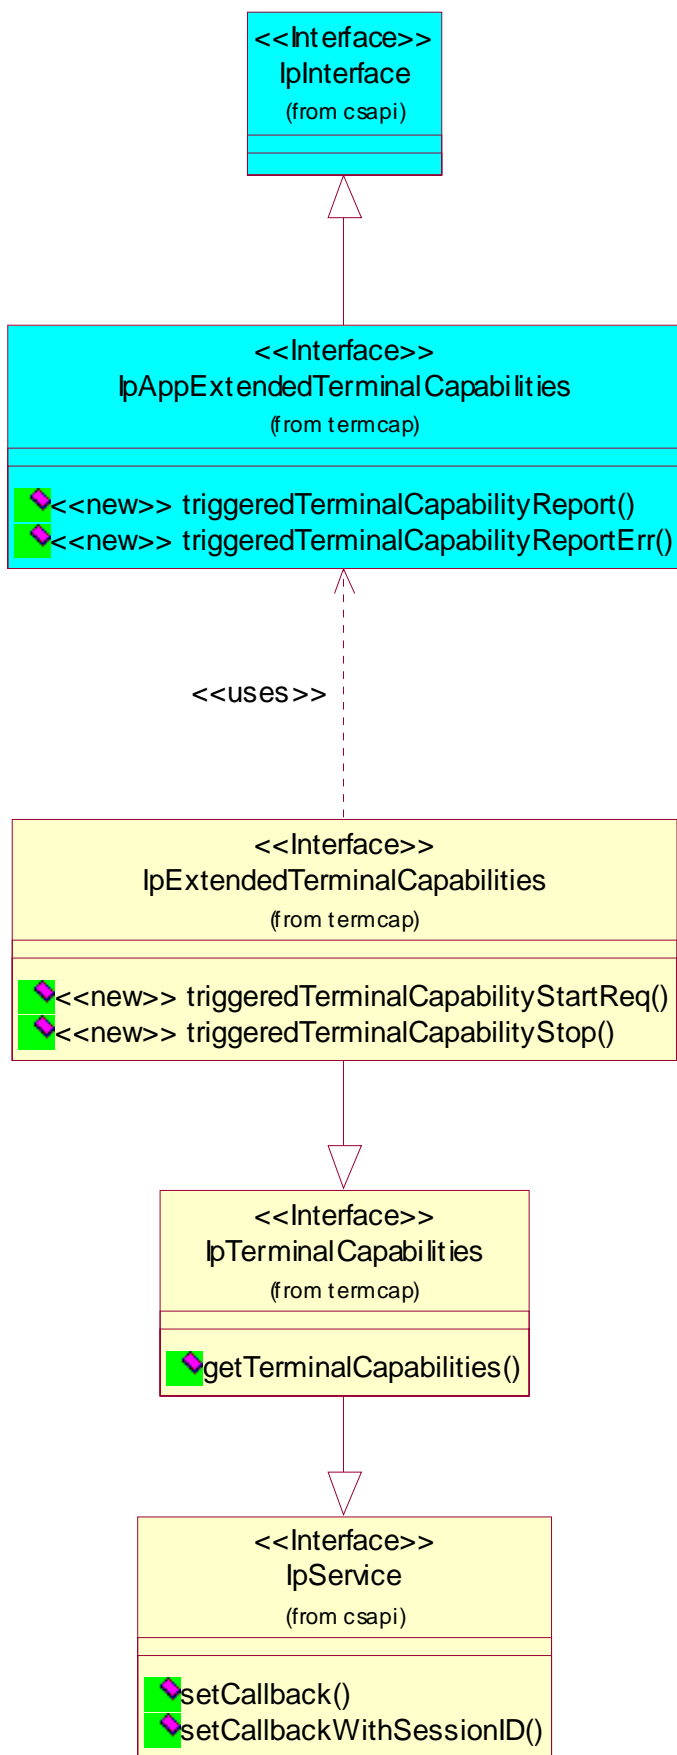 <<Interface>>
IpInterface
(from csapi)
<<Interface>>
IpAppExtendedTerminalCapabilities
(from termcap)
<<new>> triggeredTerminalCapabilityReport()
<<new>> triggeredTerminalCapabilityReportErr()
<<uses>>
<<Interface>>
IpExtendedTerminalCapabilities
(from termcap)
<<new>> triggeredTerminalCapabilityStartReq()
<<new>> triggeredTerminalCapabilityStop()
<<Interface>>
IpTerminalCapabilities
(from termcap)
getTerminalCapabilities()
<<Interface>>
IpService
(from csapi)
setCallback()
setCallbackWithSessionID()